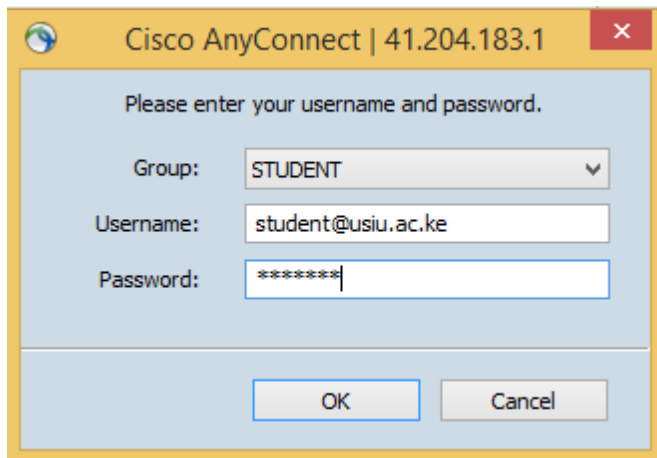 Cisco AnyConnect | 41.204.183.1
Please enter your username and password.
Group: STUDENT
Username: student@usiu.ac.ke
Password: *******
OK Cancel